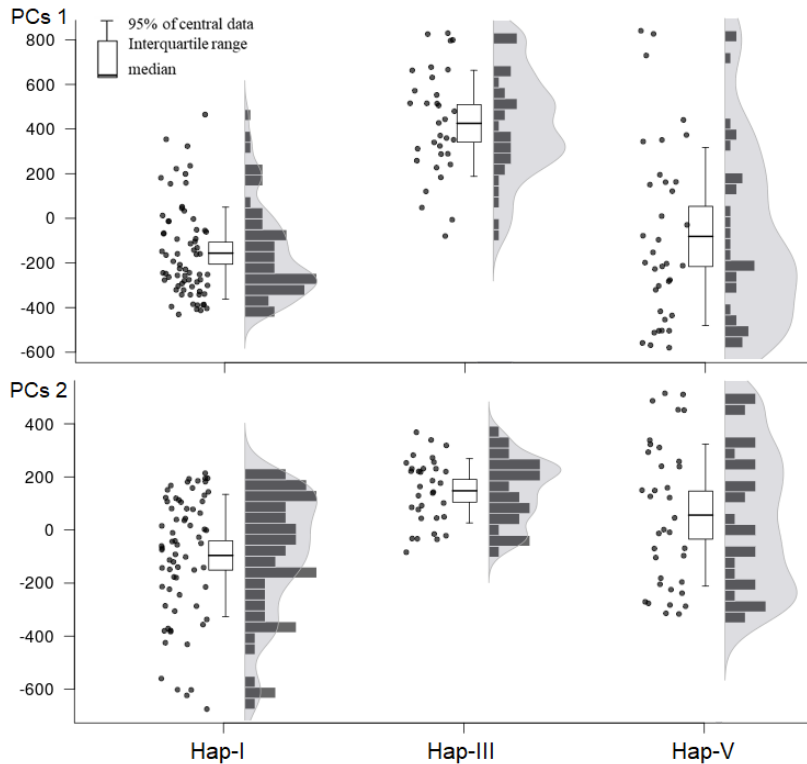 PCs 1
800
600
400
200
0
-200
-400
-600
95% of central data
Interquartile range
median
PCs 2
400
200
0
-200
-400
-600
Hap-I Hap-III Hap-V